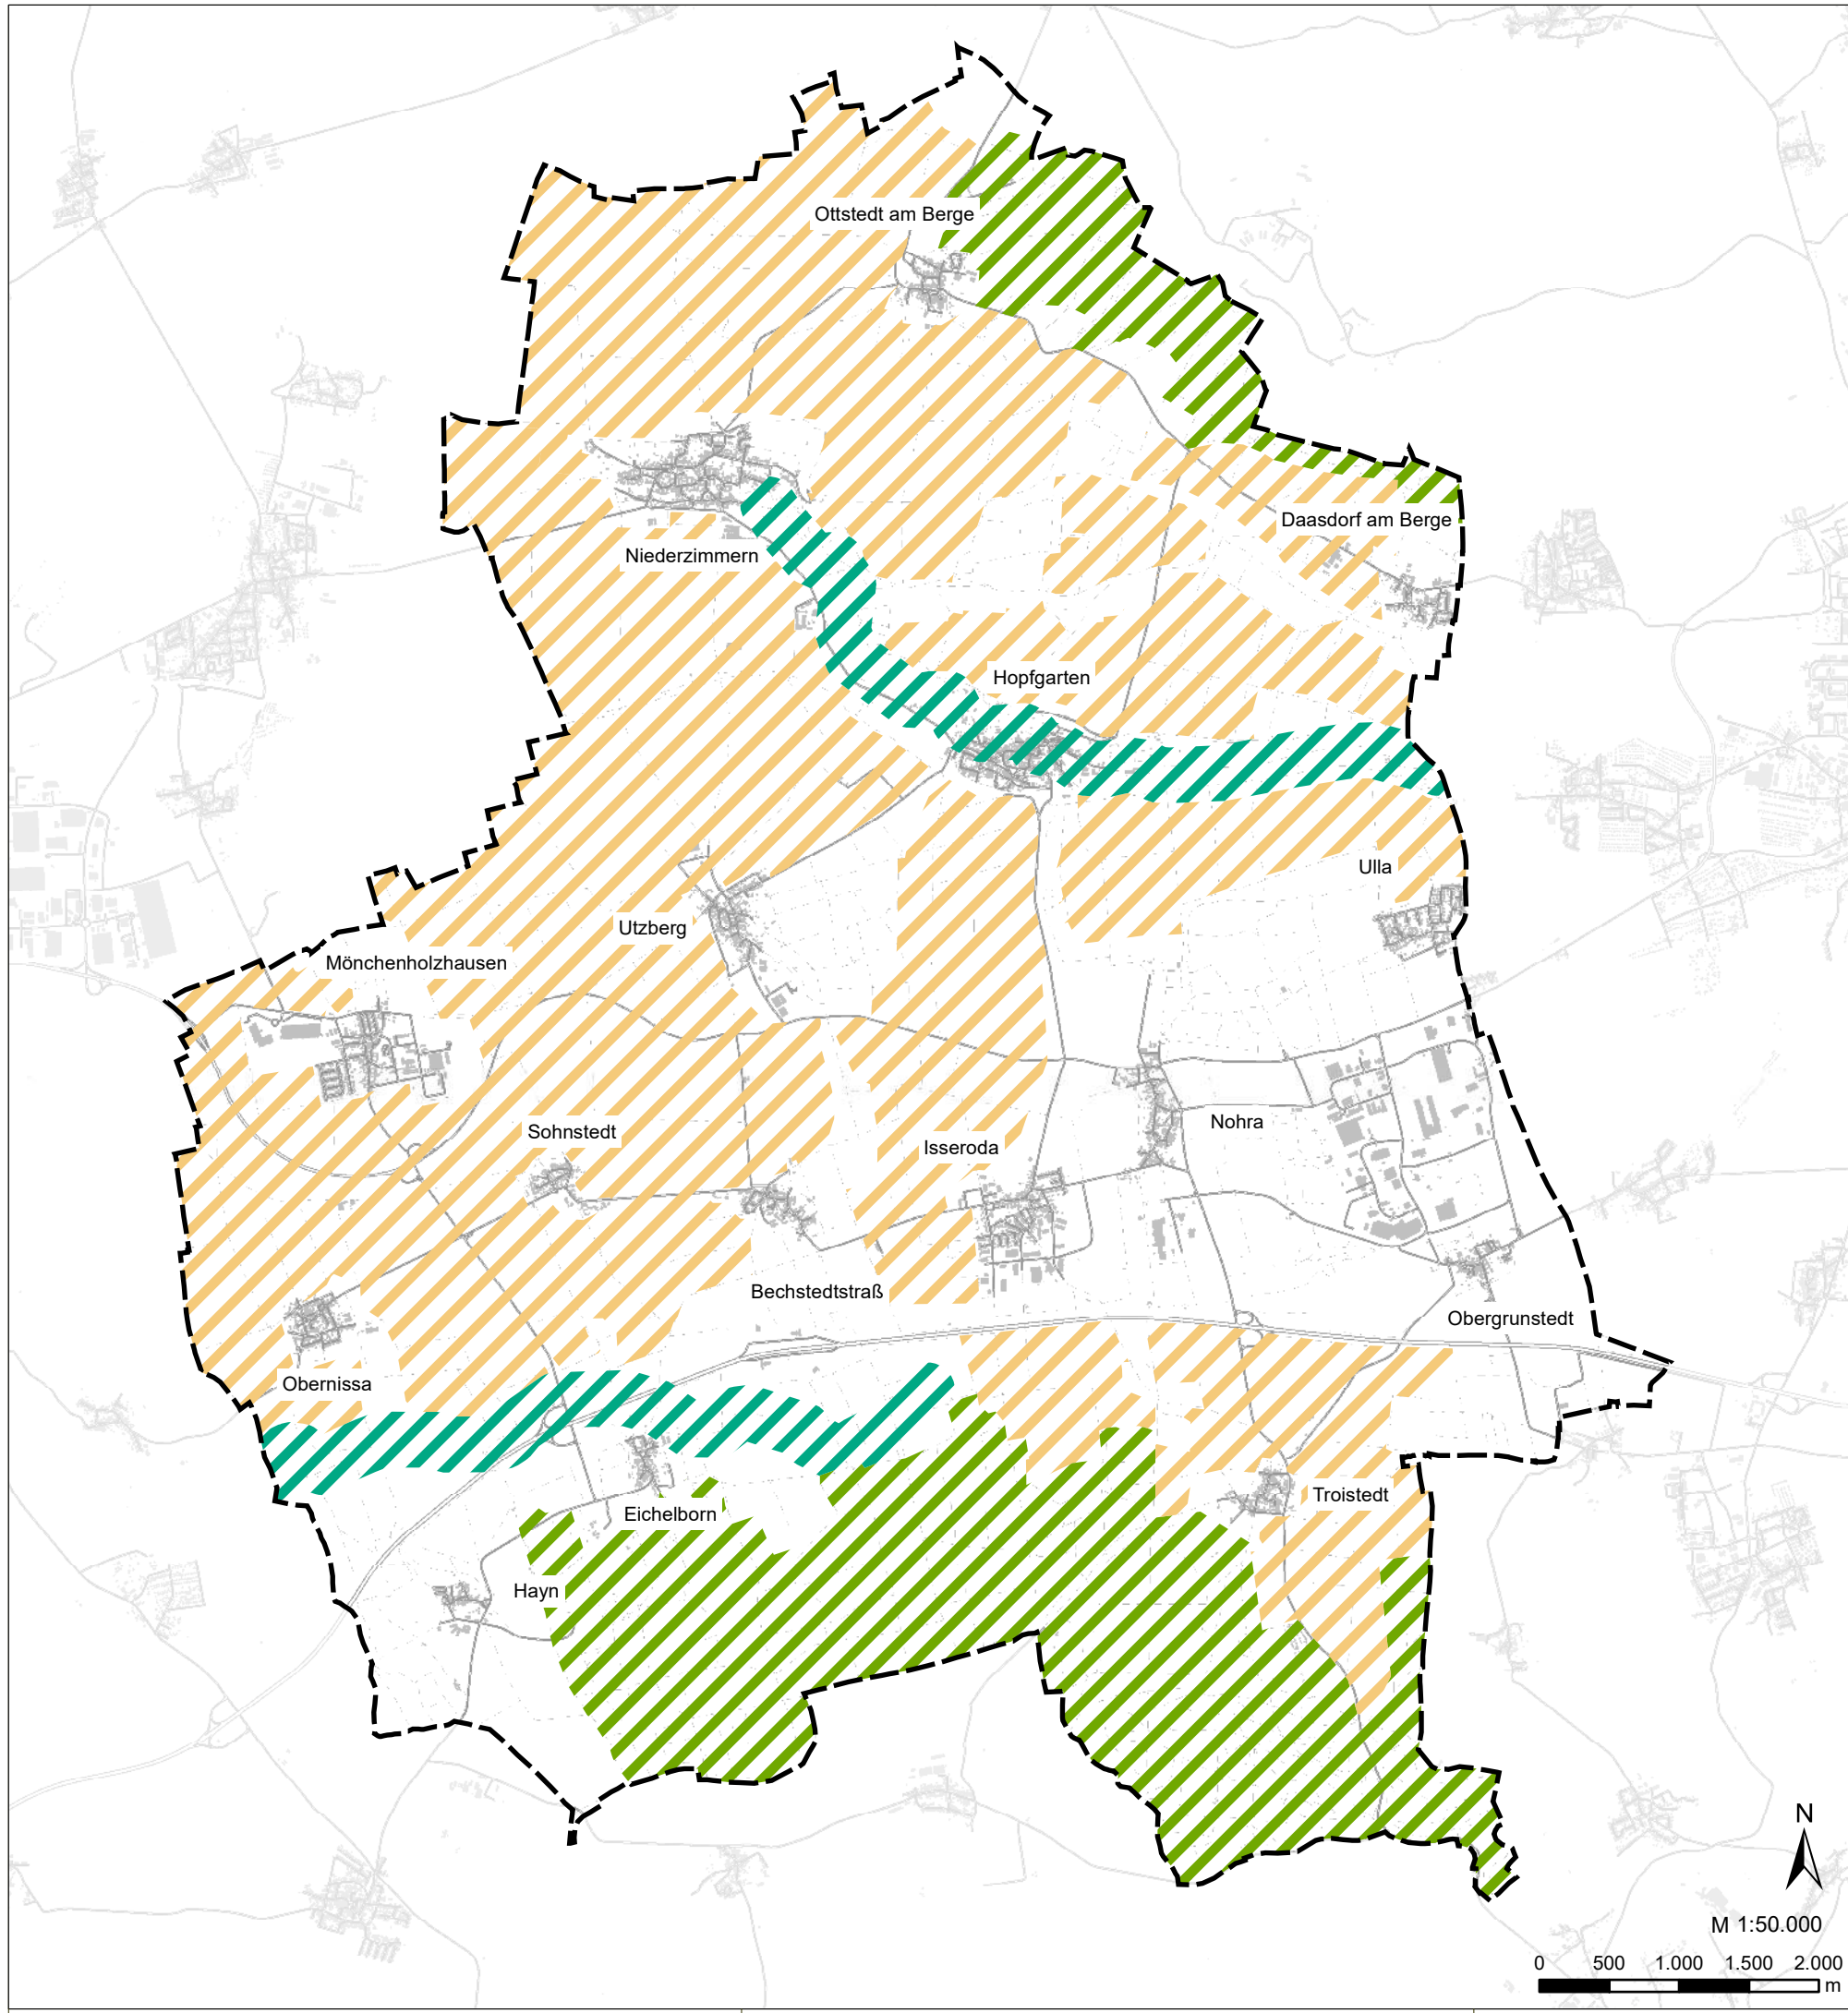 Ottstedt am Berge
Daasdorf am Berge
Niederzimmern
Hopfgarten
Ulla
Utzberg
Mönchenholzhausen
Nohra
Sohnstedt
Isseroda
Bechstedtstraß
Obergrunstedt
Obernissa
Troistedt
Eichelborn
Hayn
N
M 1:50.000
0 500 1.000 1.500 2.000
m